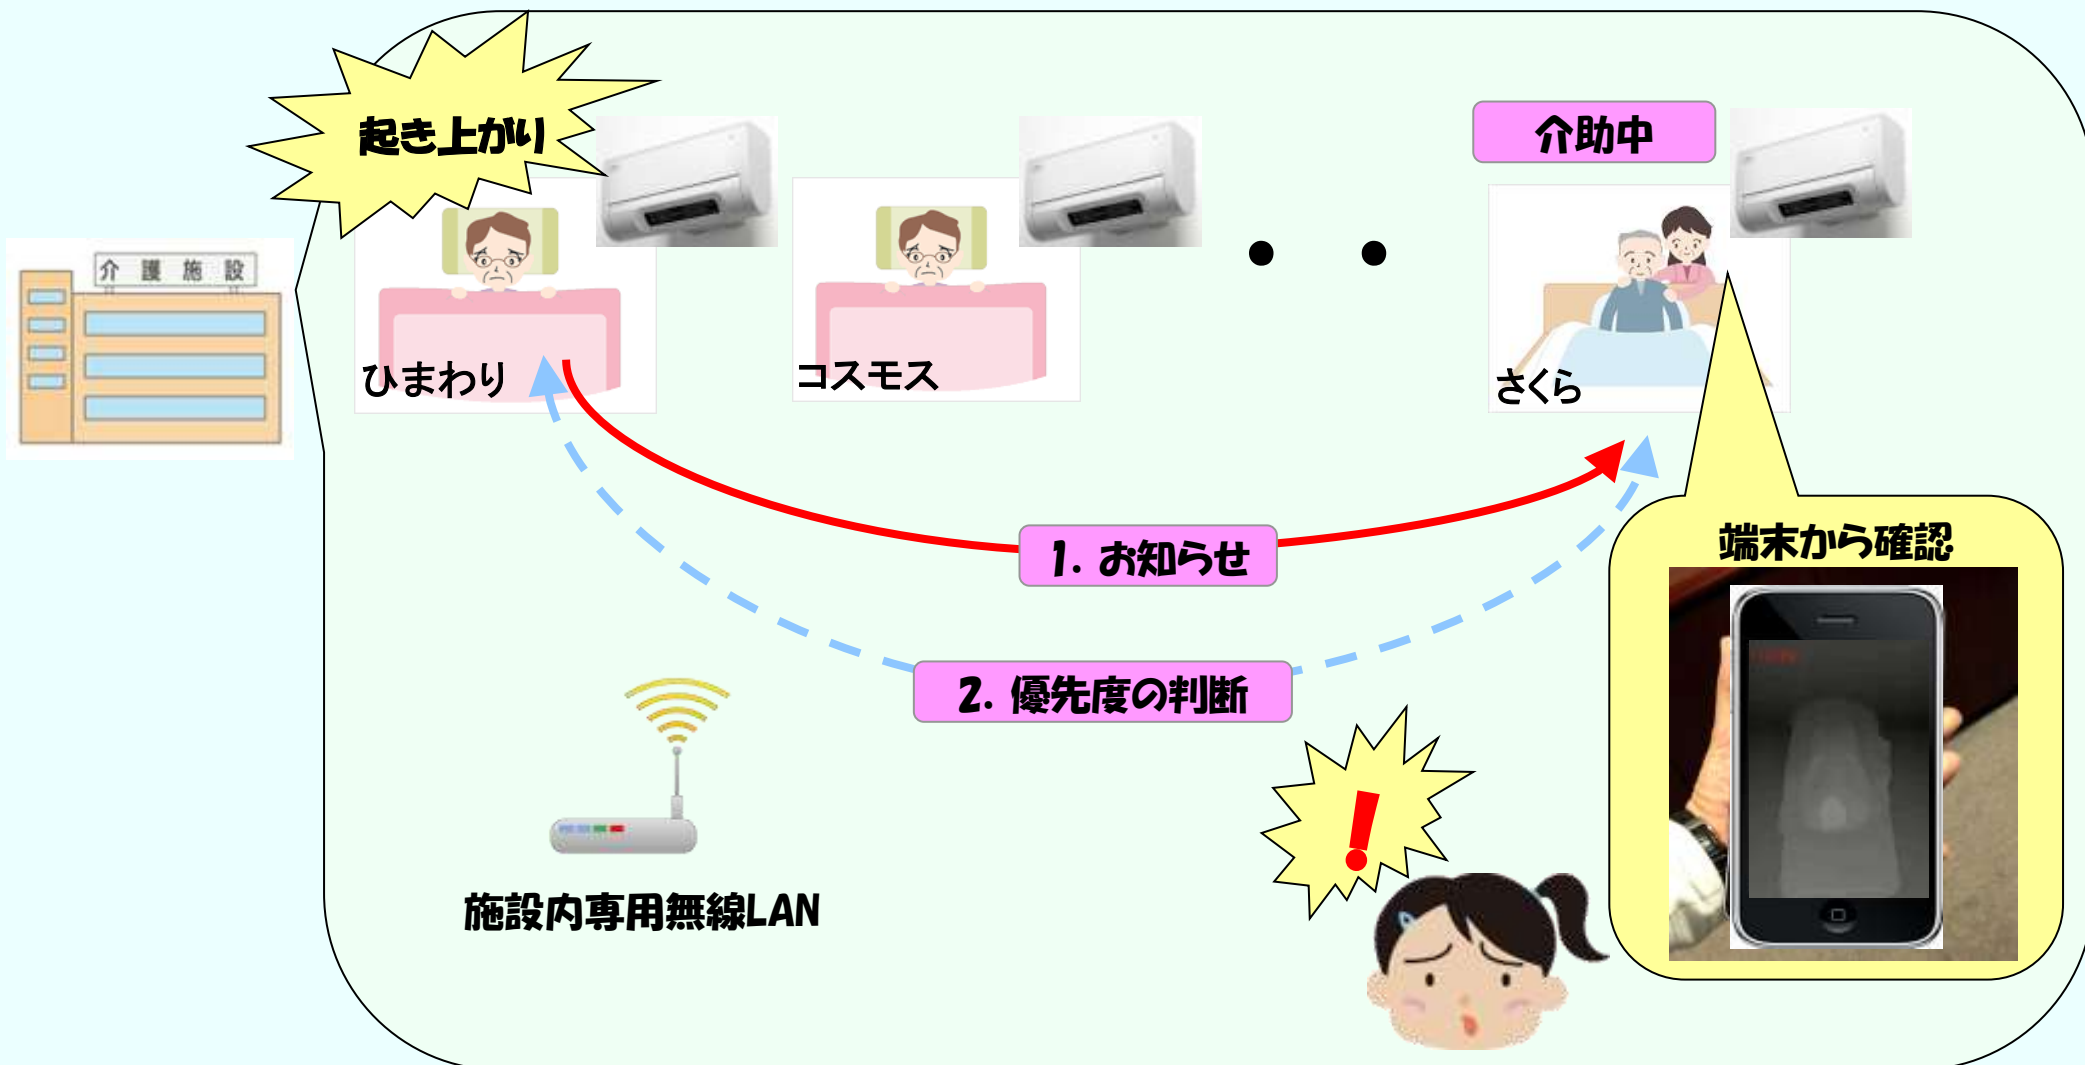 起き上がり
介助中
介護施設
ひまわり
コスモス
さくら
1. お知らせ
端末から確認
2. 優先度の判断
!
施設内専用無線LAN